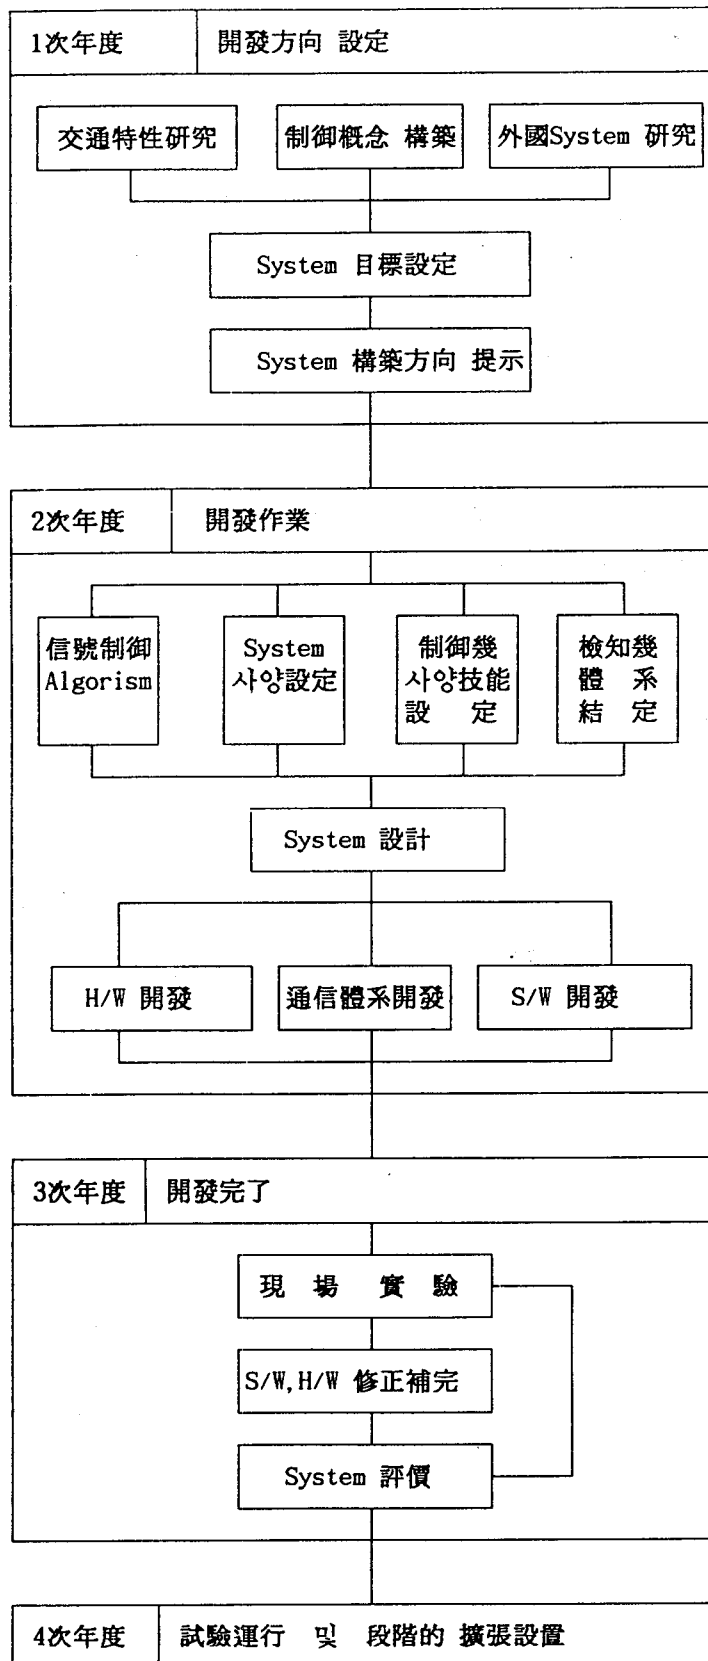 1次年度 開發方向 設定
交通特性硏究 制御概念 構築 外國System 硏究
System 目標設定
System 構築方向 提示
2次年度 開發作業
信號制御
Algorism
System
사양設定
制御幾
사양技能
設 定
檢知幾
體 系
結 定
System 設計
H/W 開發 通信體系開發 S/W 開發
3次年度 開發完了
現 場 實 驗
S/W,H/W 修正補完
System 評價
4次年度 試驗運行 및 段階的 擴張設置